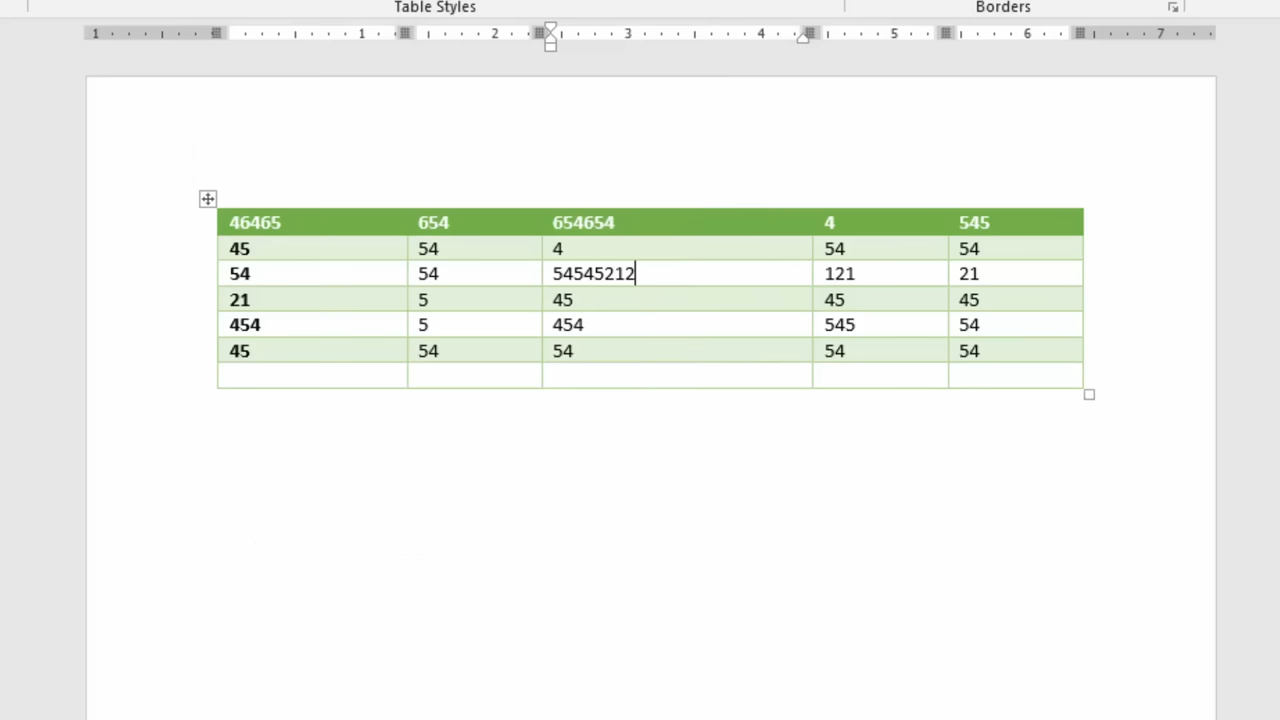 Table Styles Borders
1 1 2 3 4 5 6 7
46465 654 654654 4 545
45 54 4 54 54
54 54 54545212 121 21
21 5 45 45 45
454 5 454 545 54
45 54 54 54 54